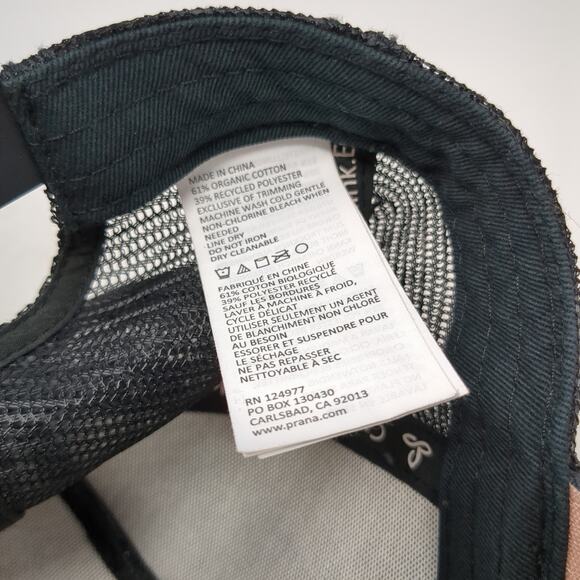 MADE IN CHINA
61% ORGANIC COTTON
39% RECYCLED POLYESTER
EXCLUSIVE OF TRIMMING
MACHINE WASH COLD GENTLE
NON-CHLORINE BLEACH WHEN
NEEDED
LINE DRY
DO NOT IRON
DRY CLEANABLE
FABRIQUÉ EN CHINE
61% COTON BIOLOGIQUE
39% POLYESTER RECYCLÉ
SAUF LES BORDURES
LAVER À MACHINE À FROID,
CYCLE DÉLICAT
UTILISER SEULEMENT UN AGENT
DE BLANCHIMENT NON CHLORÉ
AU BESOIN
ESSORER ET SUSPENDRE POUR
LE SÉCHAGE
NE PAS REPASSER
NETTOYABLE À SEC
RN 124977
PO BOX 130430
CARLSBAD, CA 92013
www.prana.com